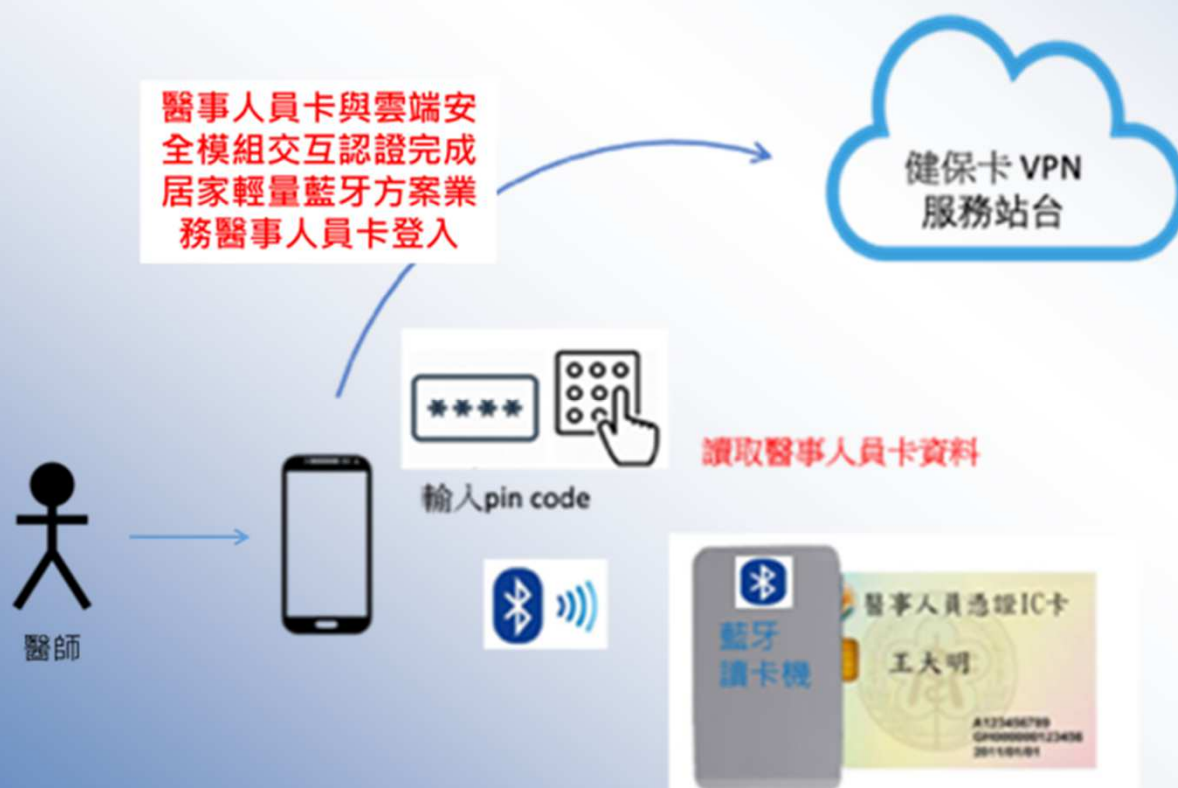 醫事人員卡與雲端安
全模組交互認證完成
居家輕量藍牙方案業
務醫事人員卡登入
健保卡 VPN
服務站台
****
輸入pin code
讀取醫事人員卡資料
醫師
藍牙
讀卡機
醫事人員憑證IC卡
王大明
A123456789
GH000000123456
2011/01/01